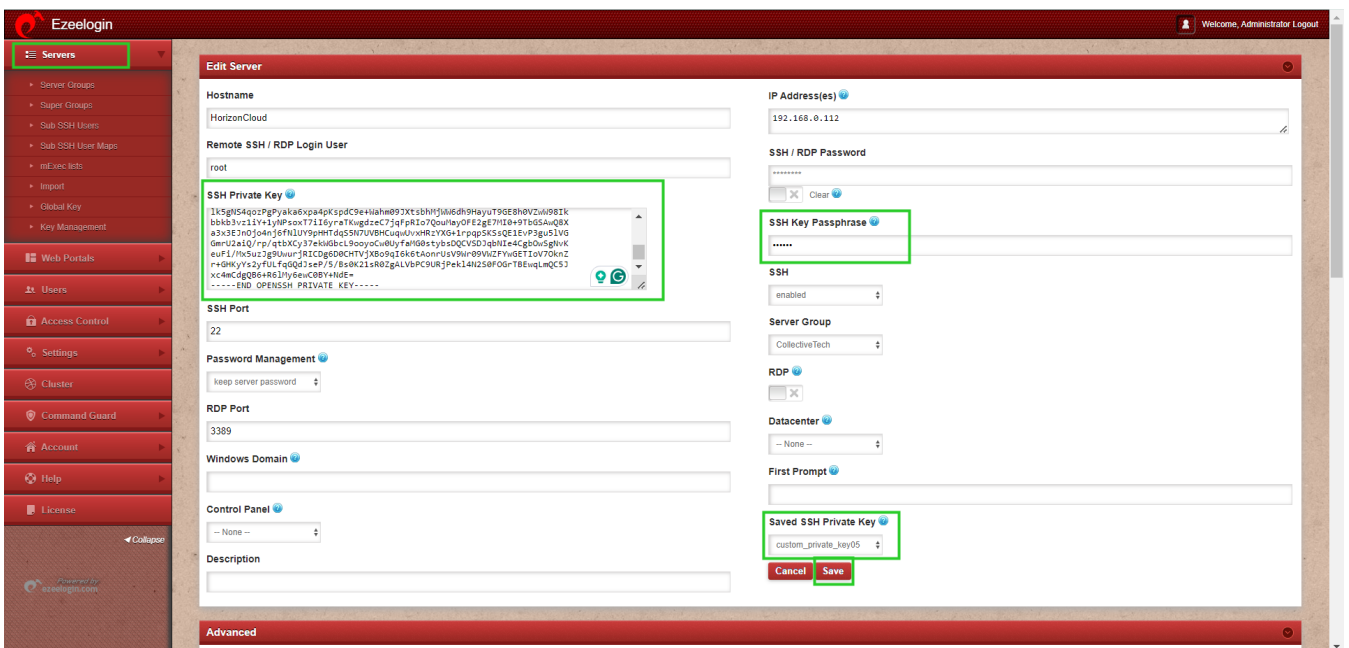 Ezeelogin
Welcome, Administrator Logout
Servers
Server Groups
Super Groups
Sub SSH Users
Sub SSH User Maps
mExec lists
Import
Global Key
Key Management
Web Portals
Users
Access Control
Settings
Cluster
Command Guard
Account
Help
License
Collapse
Powered by
ezeelogin.com
Edit Server
Hostname
HorizonCloud
Remote SSH / RDP Login User
root
SSH Private Key
-----END OPENSSH PRIVATE KEY-----
SSH Port
22
Password Management
keep server password
RDP Port
3389
Windows Domain
Control Panel
-- None --
Description
IP Address(es)
192.168.0.112
SSH / RDP Password
********
Clear
SSH Key Passphrase
••••••
SSH
enabled
Server Group
CollectiveTech
RDP
Datacenter
-- None --
First Prompt
Saved SSH Private Key
custom_private_key05
Cancel
Save
Advanced